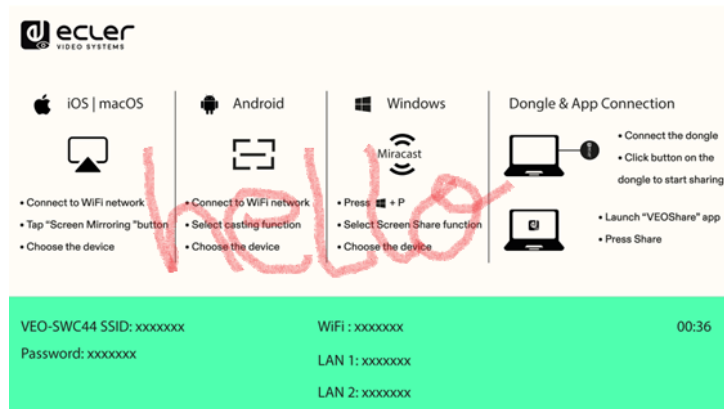 ecler
VIDEO SYSTEMS
iOS | macOS
• Connect to WiFi network
• Tap “Screen Mirroring ”button
• Choose the device
Android
• Connect to WiFi network
• Select casting function
• Choose the device
Windows
Miracast
• Press + P
• Select Screen Share function
• Choose the device
Dongle & App Connection
• Connect the dongle
• Click button on the
dongle to start sharing
• Launch “VEOShare” app
• Press Share
hello
VEO-SWC44 SSID: xxxxxxx
Password: xxxxxxx
WiFi : xxxxxxx
LAN 1: xxxxxxx
LAN 2: xxxxxxx
00:36